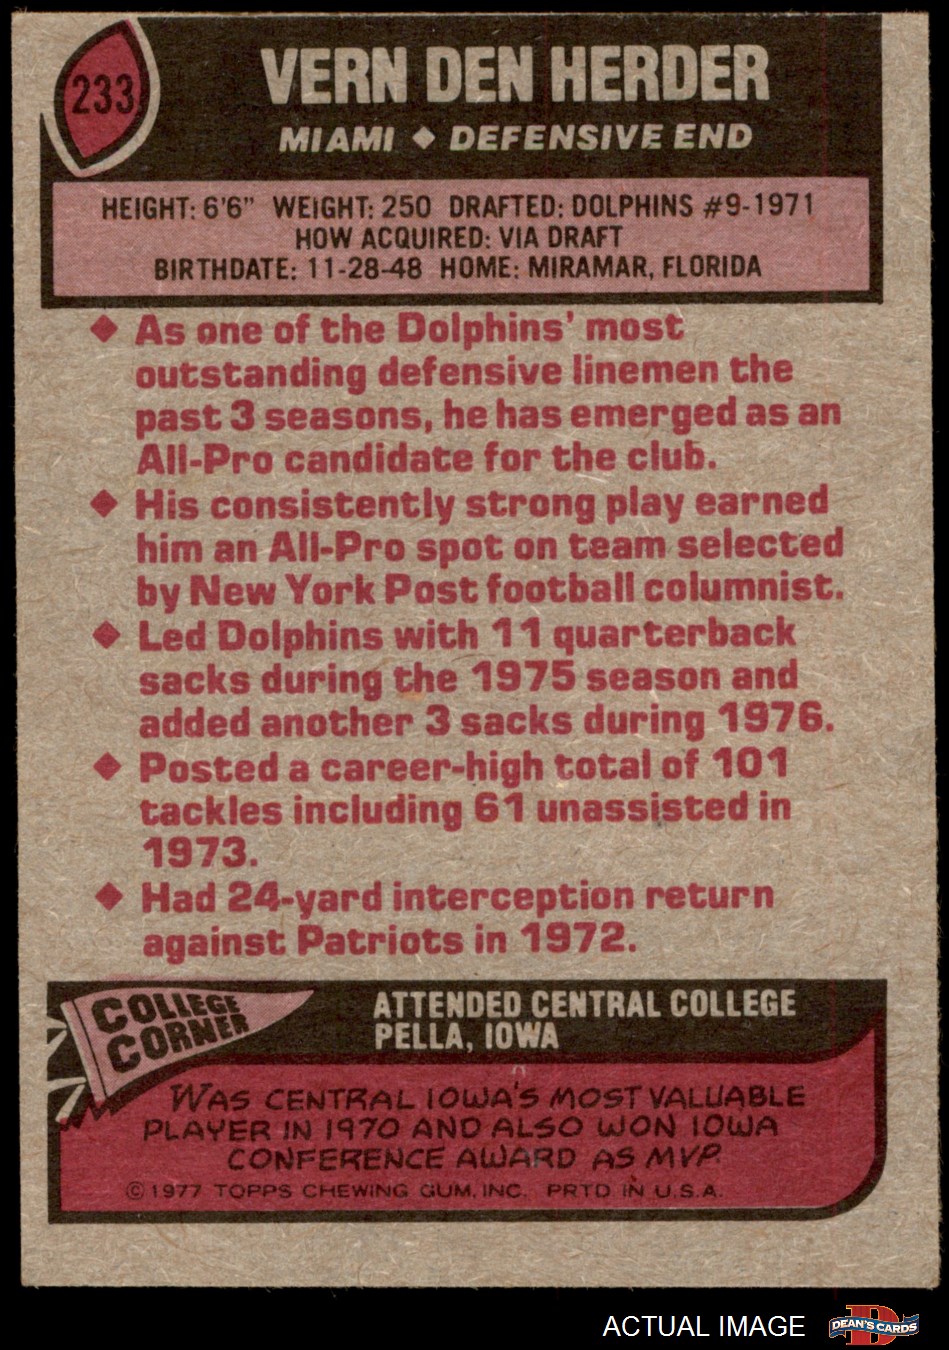 233
VERN DEN HERDER
MIAMI ◆ DEFENSIVE END
HEIGHT: 6'6" WEIGHT: 250 DRAFTED: DOLPHINS #9-1971
HOW ACQUIRED: VIA DRAFT
BIRTHDATE: 11-28-48 HOME: MIRAMAR, FLORIDA
◆ As one of the Dolphins' most
outstanding defensive linemen the
past 3 seasons, he has emerged as an
All-Pro candidate for the club.
◆ His consistently strong play earned
him an All-Pro spot on team selected
by New York Post football columnist.
◆ Led Dolphins with 11 quarterback
sacks during the 1975 season and
added another 3 sacks during 1976.
◆ Posted a career-high total of 101
tackles including 61 unassisted in
1973.
◆ Had 24-yard interception return
against Patriots in 1972.
COLLEGE
CORNER
ATTENDED CENTRAL COLLEGE
PELLA, IOWA
WAS CENTRAL IOWA'S MOST VALUABLE
PLAYER IN 1970 AND ALSO WON IOWA
CONFERENCE AWARD AS MVP.
© 1977 TOPPS CHEWING GUM, INC. PRTD IN U.S.A.
ACTUAL IMAGE
D
DEAN'S CARDS